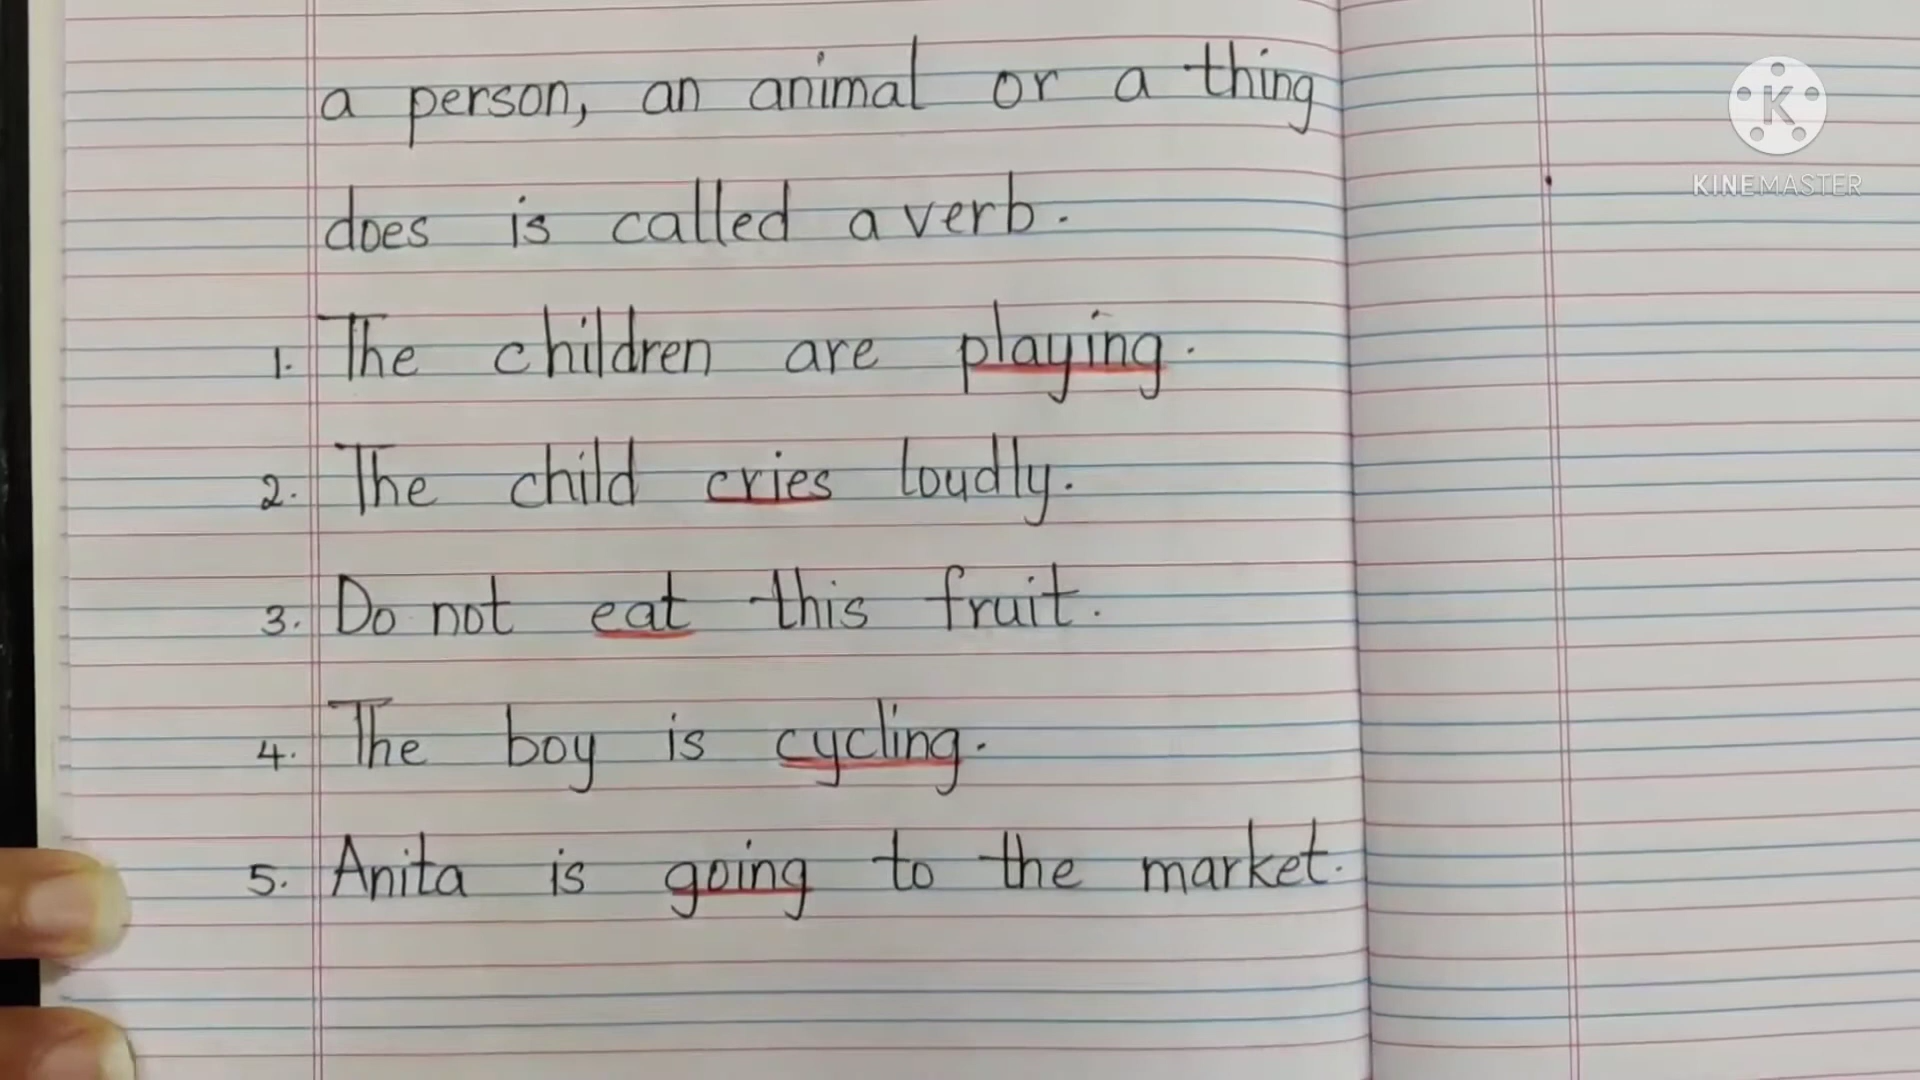 a person, an animal or a thing
does is called a verb.
1. The children are playing.
2. The child cries loudly.
3. Do not eat this fruit.
4. The boy is cycling.
5. Anita is going to the market.
K
KINEMASTER